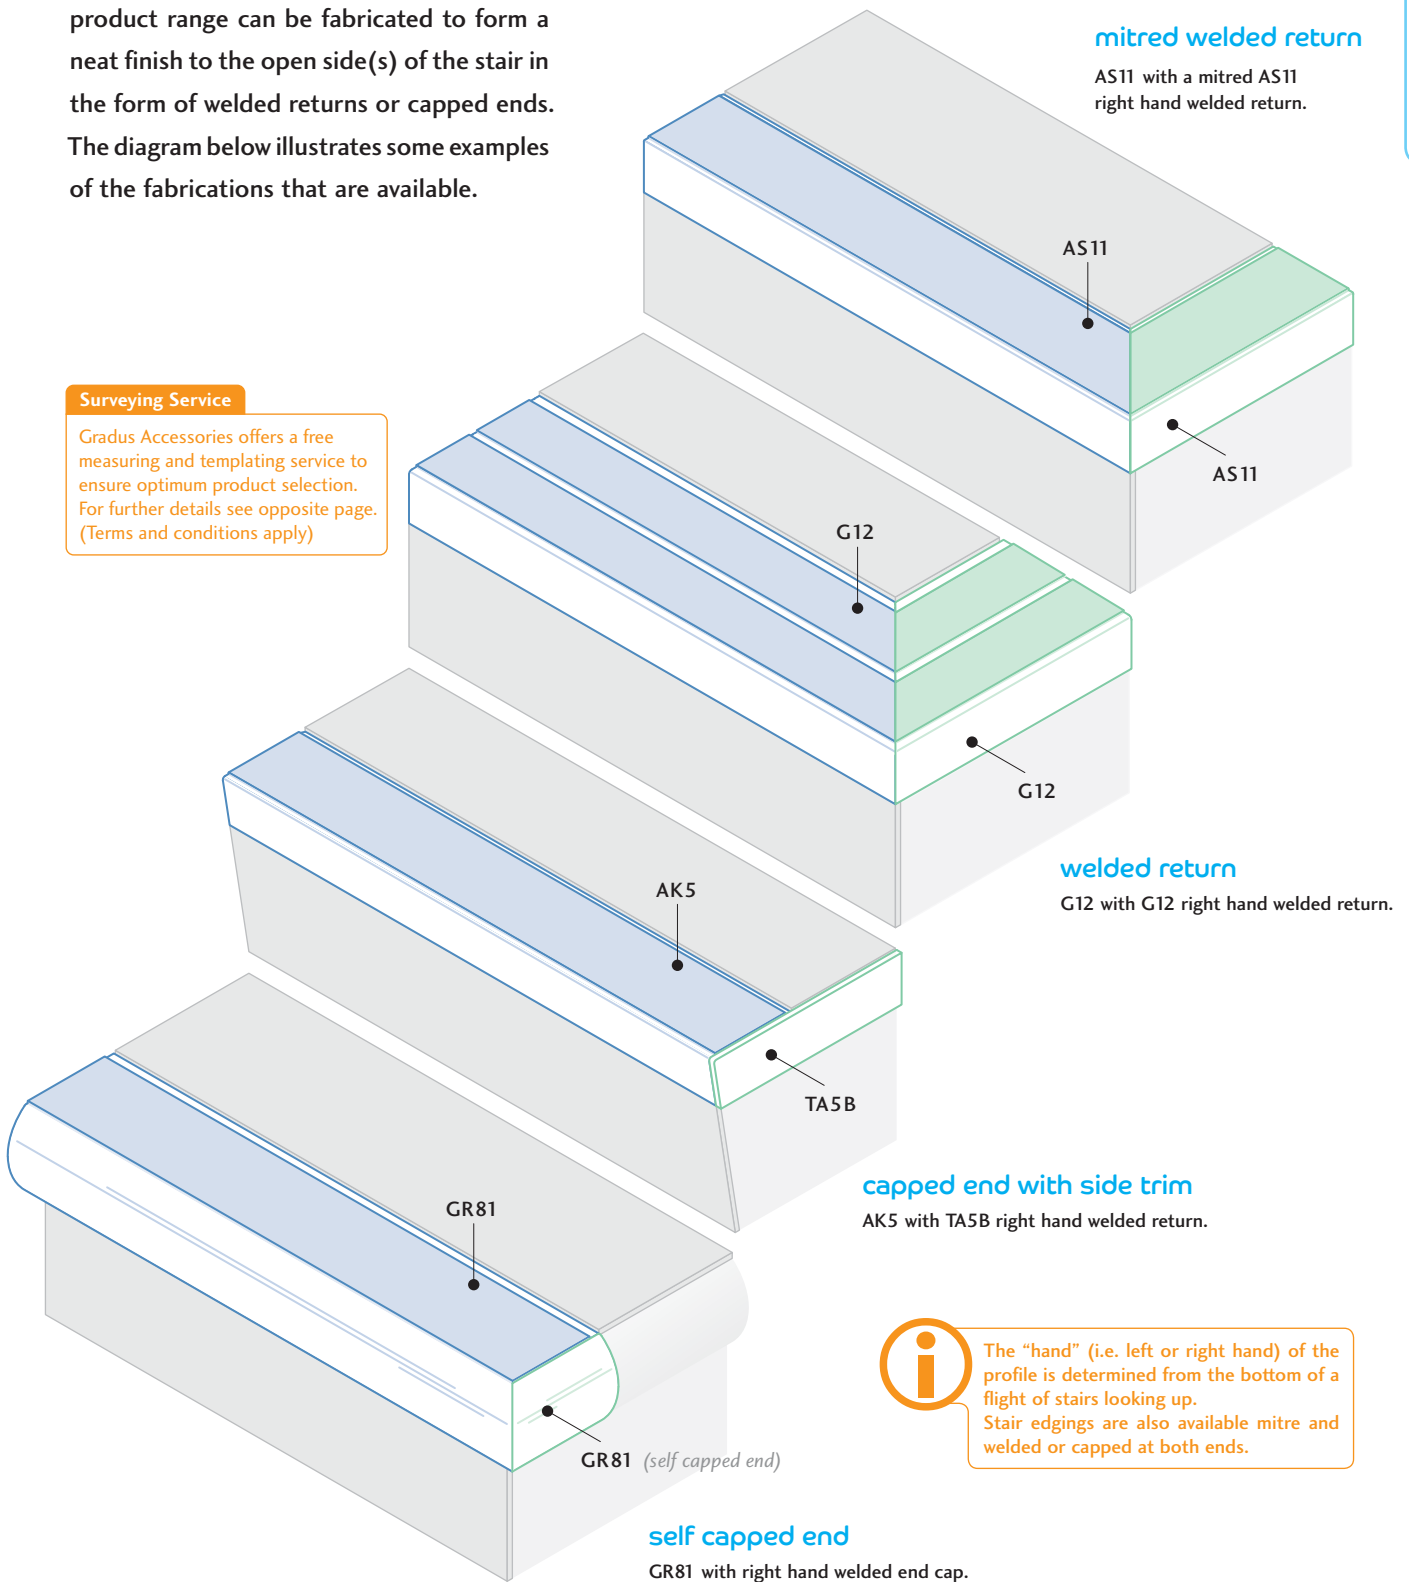 product range can be fabricated to form a
neat finish to the open side(s) of the stair in
the form of welded returns or capped ends.
The diagram below illustrates some examples
of the fabrications that are available.
mitred welded return
AS11 with a mitred AS11
right hand welded return.
AS11
AS11
Surveying Service
Gradus Accessories offers a free
measuring and templating service to
ensure optimum product selection.
For further details see opposite page.
(Terms and conditions apply)
G12
G12
welded return
G12 with G12 right hand welded return.
AK5
TA5B
capped end with side trim
AK5 with TA5B right hand welded return.
GR81
GR81 (self capped end)
The “hand” (i.e. left or right hand) of the
profile is determined from the bottom of a
flight of stairs looking up.
Stair edgings are also available mitre and
welded or capped at both ends.
self capped end
GR81 with right hand welded end cap.